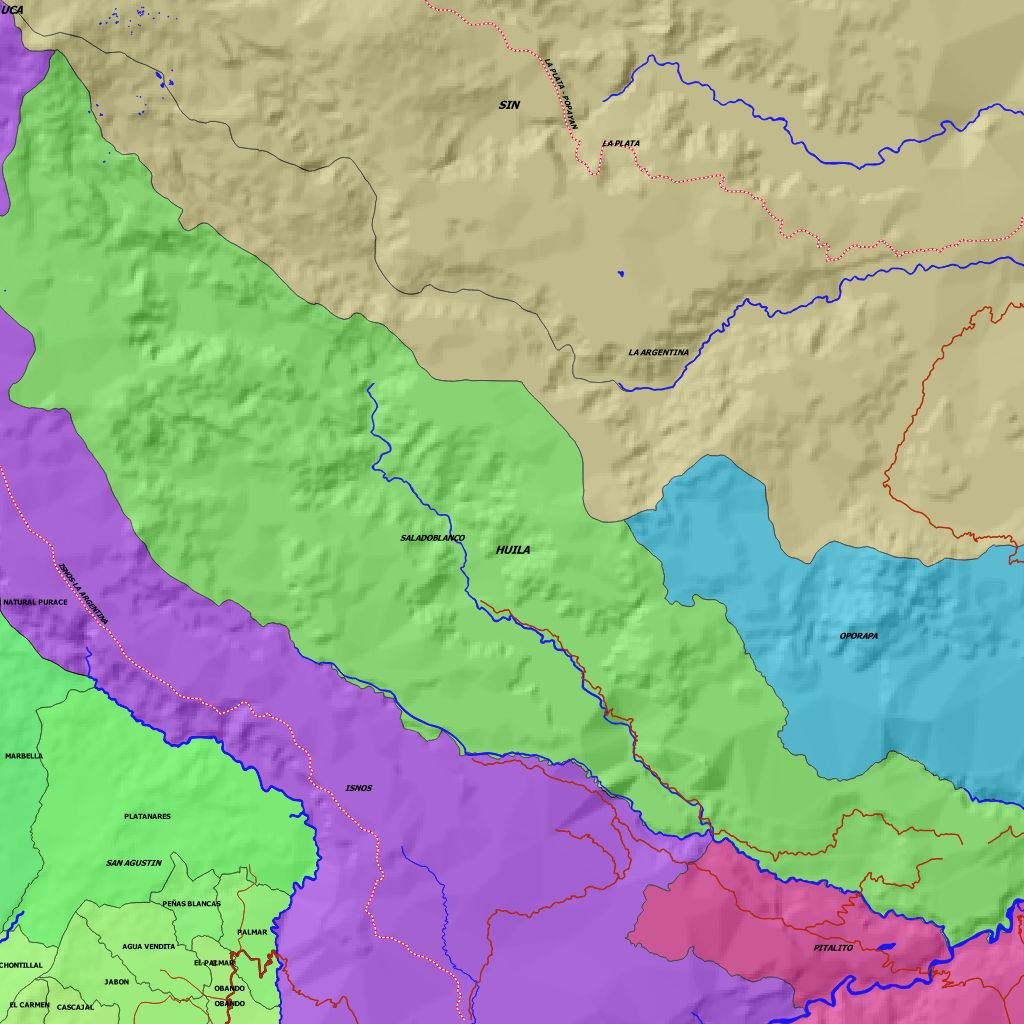 UCA
SIN
LA PLATA - POPAYAN
LA PLATA
LA ARGENTINA
SALADOBLANCO
HUILA
ISNOS-LA ARGENTINA
NATURAL PURACE
OPORAPA
MARBELLA
ISNOS
PLATANARES
SAN AGUSTIN
PEÑAS BLANCAS
PALMAR
AGUA VENDITA
PITALITO
CHONTILLAL
EL PALMAR
JABON
OBANDO
EL CARMEN
CASCAJAL
OBANDO